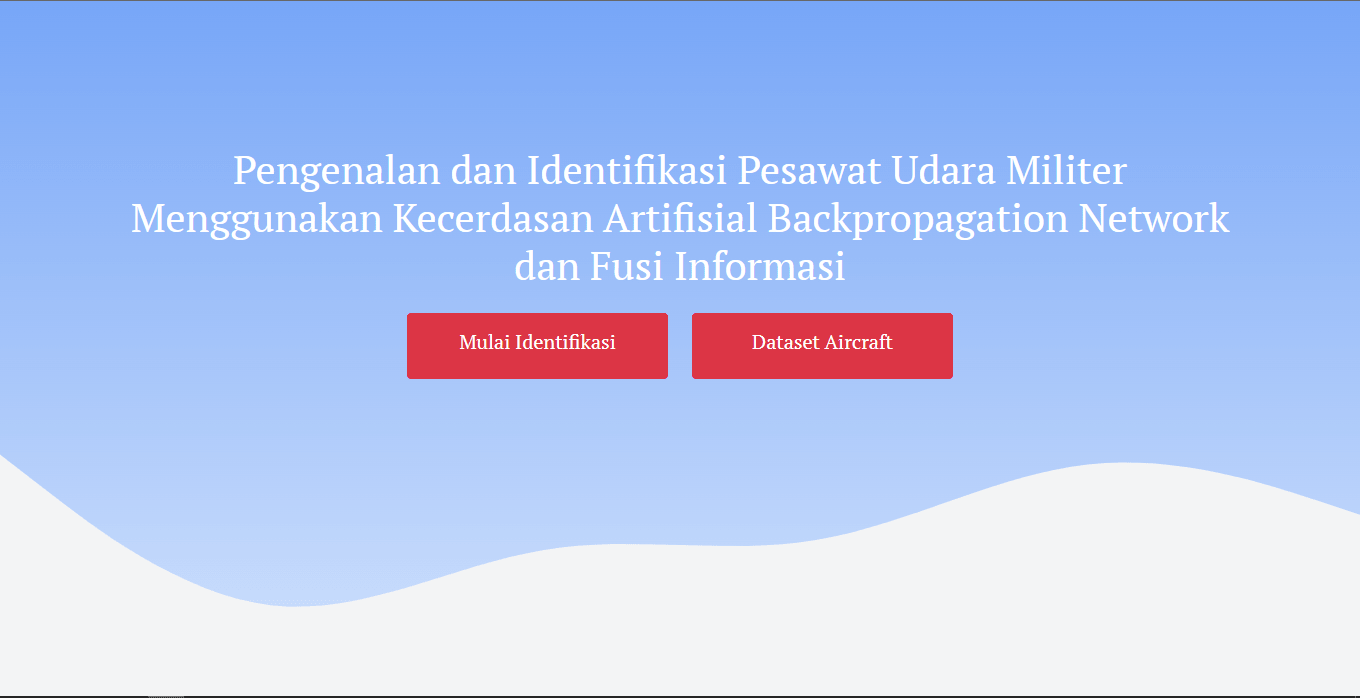 Pengenalan dan Identifikasi Pesawat Udara Militer
Menggunakan Kecerdasan Artifisial Backpropagation Network
dan Fusi Informasi
Mulai Identifikasi
Dataset Aircraft